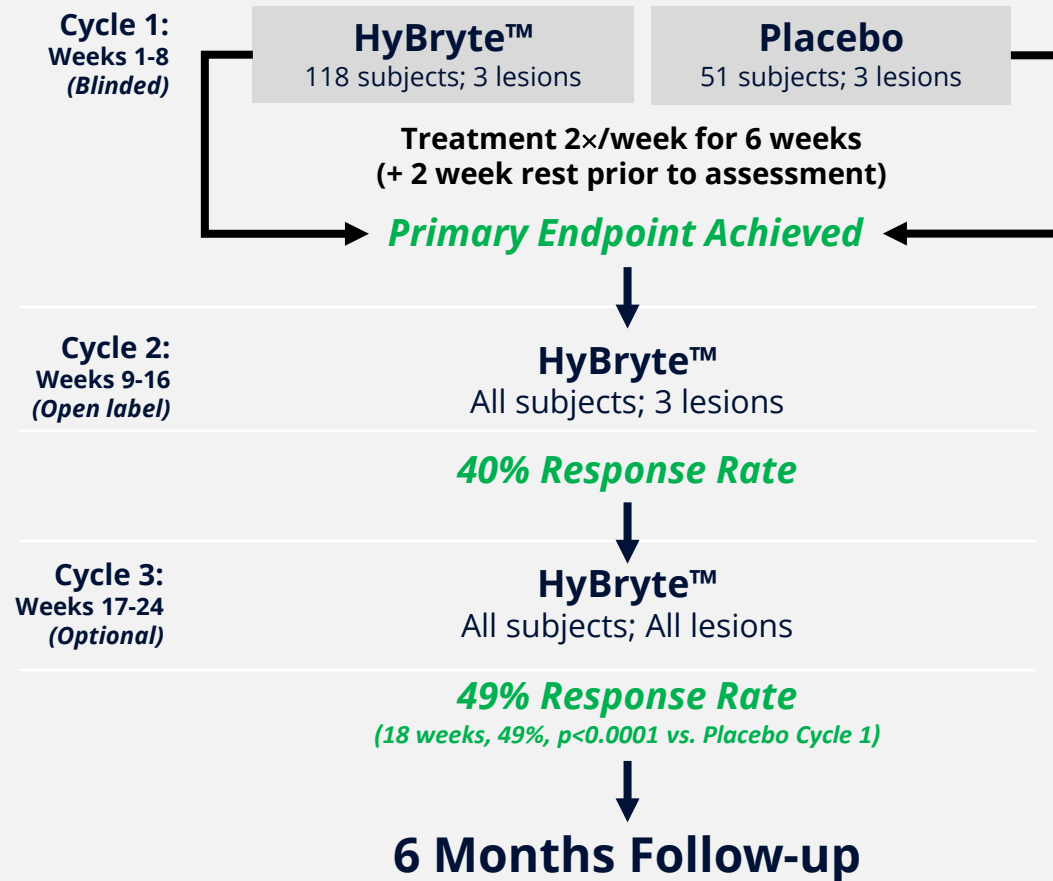 Cycle 1:
Weeks 1-8
(Blinded)
HyBryte™
118 subjects; 3 lesions
Placebo
51 subjects; 3 lesions
Treatment 2×/week for 6 weeks
(+ 2 week rest prior to assessment)
Primary Endpoint Achieved
Cycle 2:
Weeks 9-16
(Open label)
HyBryte™
All subjects; 3 lesions
40% Response Rate
Cycle 3:
Weeks 17-24
(Optional)
HyBryte™
All subjects; All lesions
49% Response Rate
(18 weeks, 49%, p<0.0001 vs. Placebo Cycle 1)
6 Months Follow-up